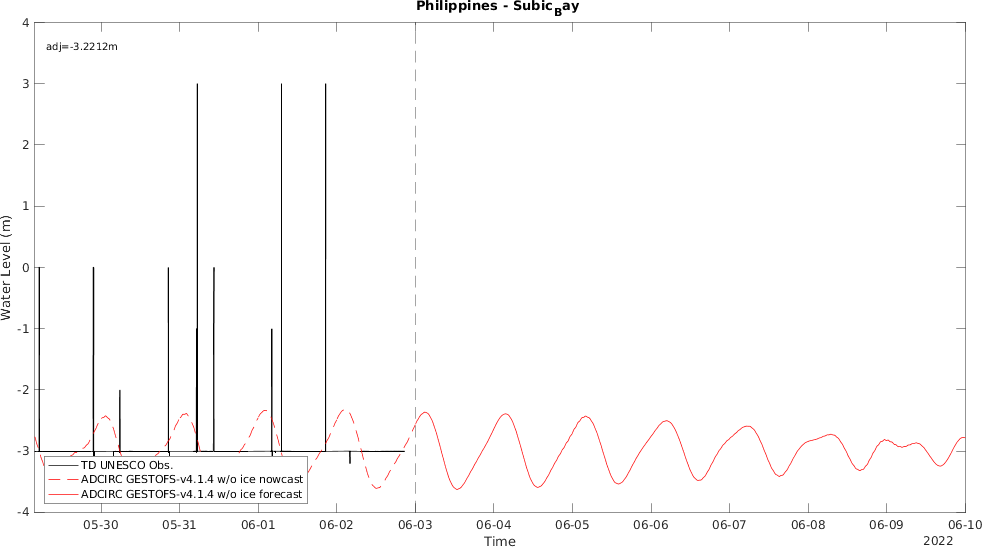 Philippines - Subic_Bay
adj=-3.2212m
4
3
2
1
0
-1
-2
-3
-4
Water Level (m)
TD UNESCO Obs.
ADCIRC GESTOFS-v4.1.4 w/o ice nowcast
ADCIRC GESTOFS-v4.1.4 w/o ice forecast
05-30 05-31 06-01 06-02 06-03 06-04 06-05 06-06 06-07 06-08 06-09 06-10
Time
2022